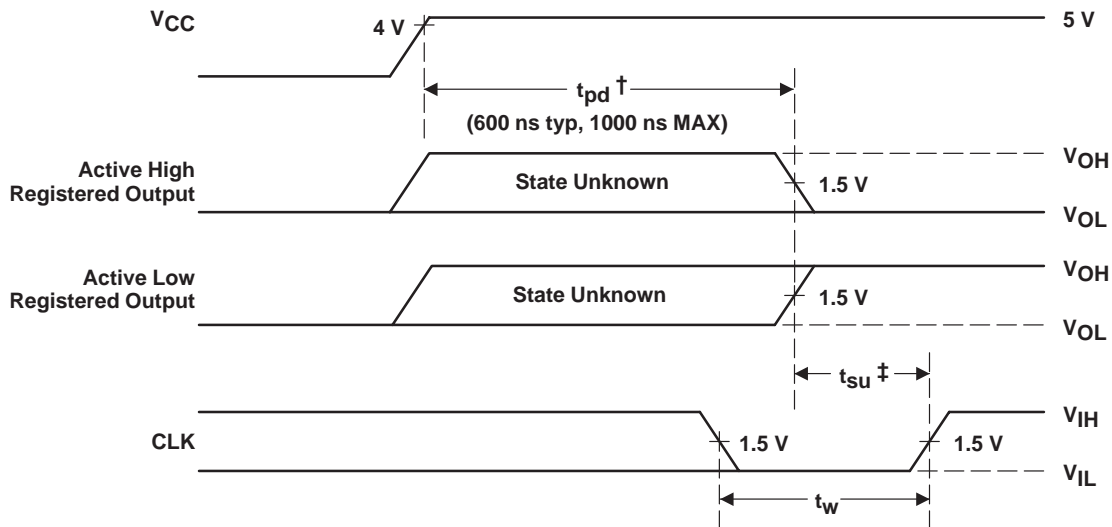 VCC
4 V
5 V
tpd †
(600 ns typ, 1000 ns MAX)
Active High
Registered Output
State Unknown
1.5 V
VOH
VOL
Active Low
Registered Output
State Unknown
1.5 V
VOH
VOL
tsu ‡
CLK
1.5 V
1.5 V
VIH
VIL
tw